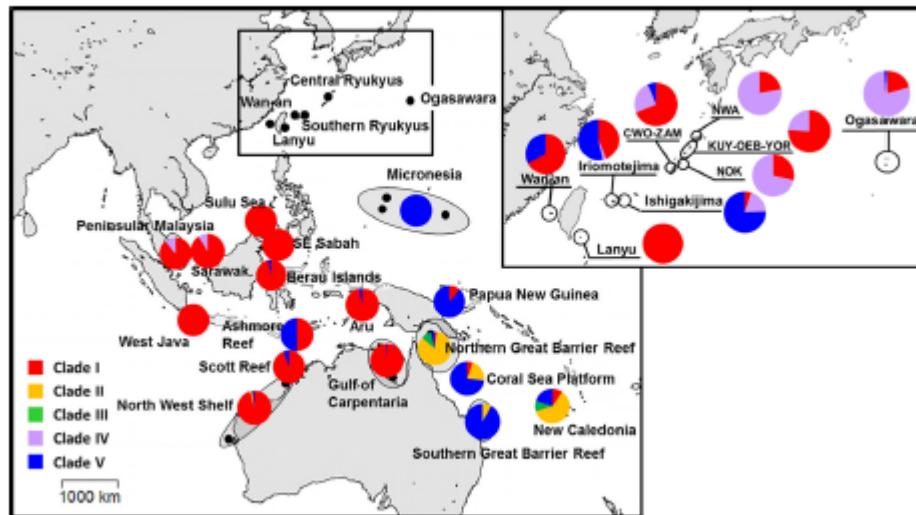 Central Ryukyus
Wan-an
Ogasawara
Southern Ryukyus
Lanyu
Micronesia
Sulu Sea
Peninsular Malaysia
SE Sabah
Sarawak
Berau Islands
Papua New Guinea
West Java
Ashmore
Reef
Aru
Northern Great Barrier Reef
Scott Reef
Gulf of
Carpentaria
Coral Sea Platform
North West Shelf
New Caledonia
Southern Great Barrier Reef
Clade I
Clade II
Clade III
Clade IV
Clade V
1000 km
NWA
Ogasawara
CWO-ZAM
KUY-OEB-YOR
Iriomotejima
NOK
Wan-an
Ishigakijima
Lanyu